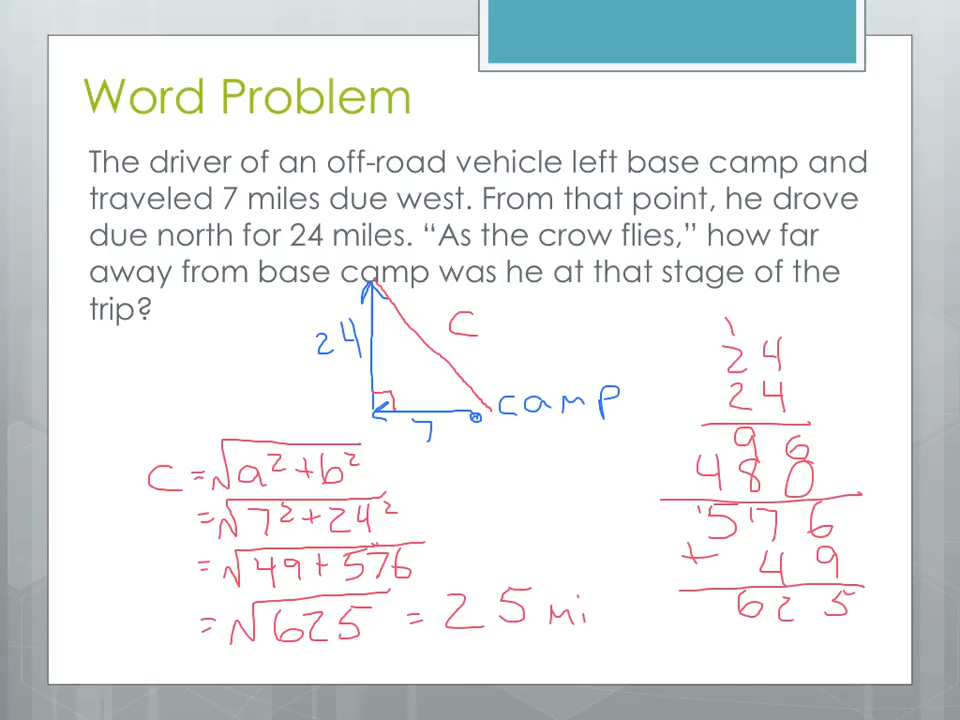 Word Problem
The driver of an off-road vehicle left base camp and
traveled 7 miles due west. From that point, he drove
due north for 24 miles. “As the crow flies,” how far
away from base camp was he at that stage of the
trip?
24
C
camp
7
C = √a² + b²
= √7² + 24²
= √49 + 576
= √625 = 25 mi
1
24
24
96
480
1 1
576
+ 49
625